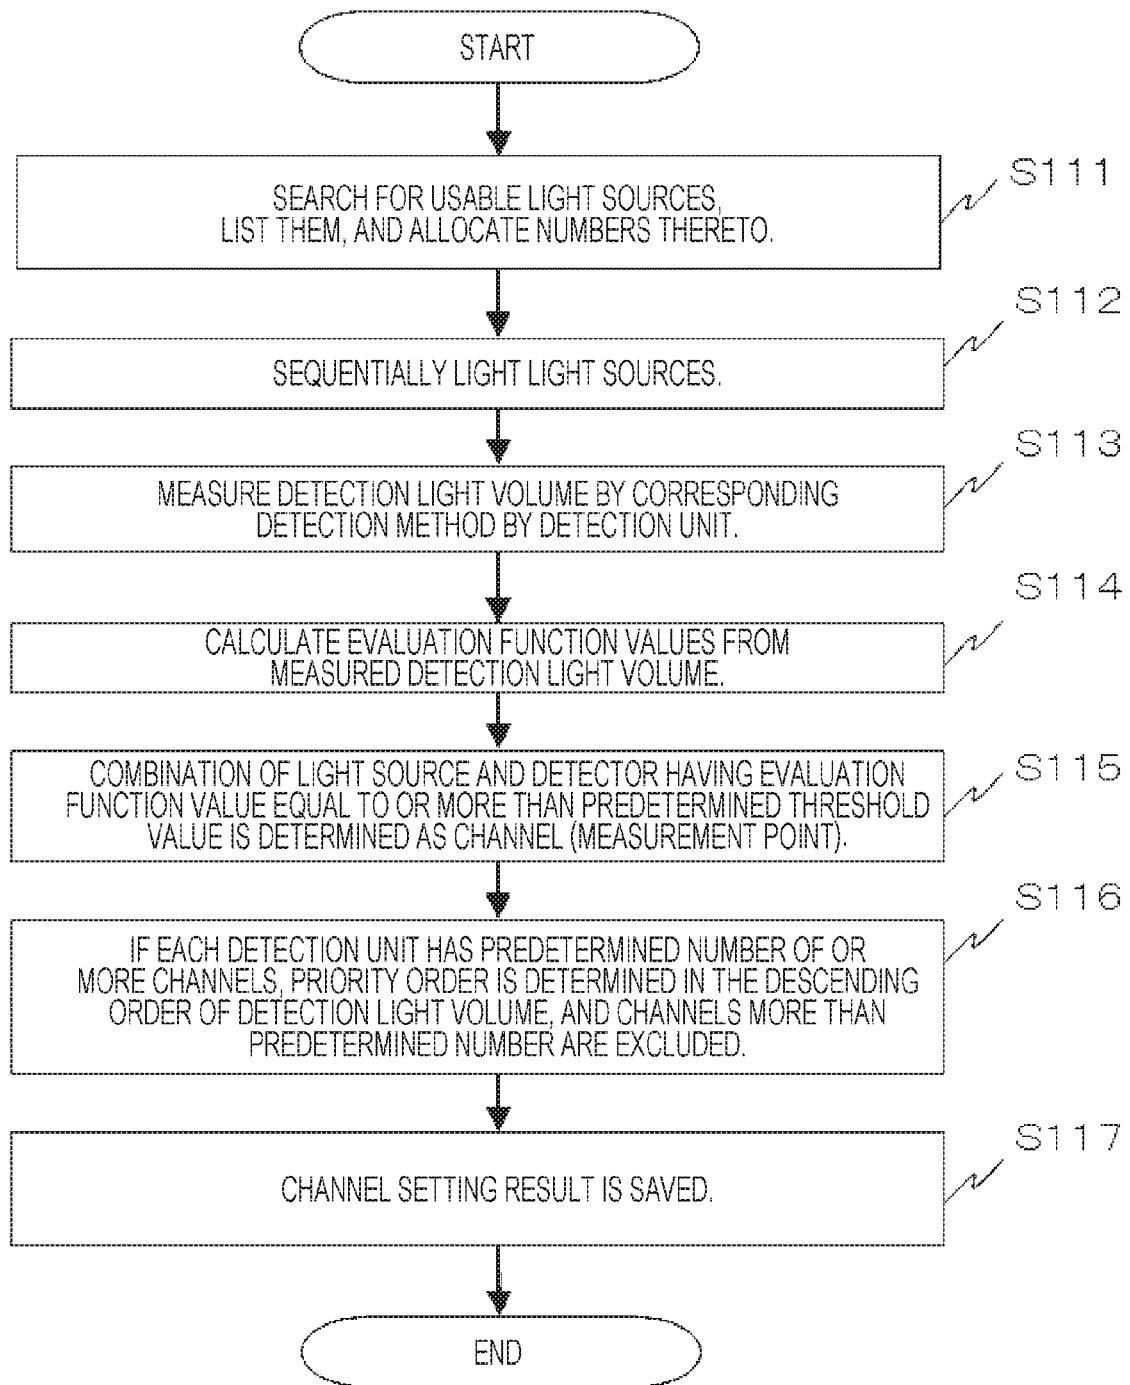 START
S111
SEARCH FOR USABLE LIGHT SOURCES,
LIST THEM, AND ALLOCATE NUMBERS THERETO.
S112
SEQUENTIALLY LIGHT LIGHT SOURCES.
S113
MEASURE DETECTION LIGHT VOLUME BY CORRESPONDING
DETECTION METHOD BY DETECTION UNIT.
S114
CALCULATE EVALUATION FUNCTION VALUES FROM
MEASURED DETECTION LIGHT VOLUME.
S115
COMBINATION OF LIGHT SOURCE AND DETECTOR HAVING EVALUATION
FUNCTION VALUE EQUAL TO OR MORE THAN PREDETERMINED THRESHOLD
VALUE IS DETERMINED AS CHANNEL (MEASUREMENT POINT).
S116
IF EACH DETECTION UNIT HAS PREDETERMINED NUMBER OF OR
MORE CHANNELS, PRIORITY ORDER IS DETERMINED IN THE DESCENDING
ORDER OF DETECTION LIGHT VOLUME, AND CHANNELS MORE THAN
PREDETERMINED NUMBER ARE EXCLUDED.
S117
CHANNEL SETTING RESULT IS SAVED.
END